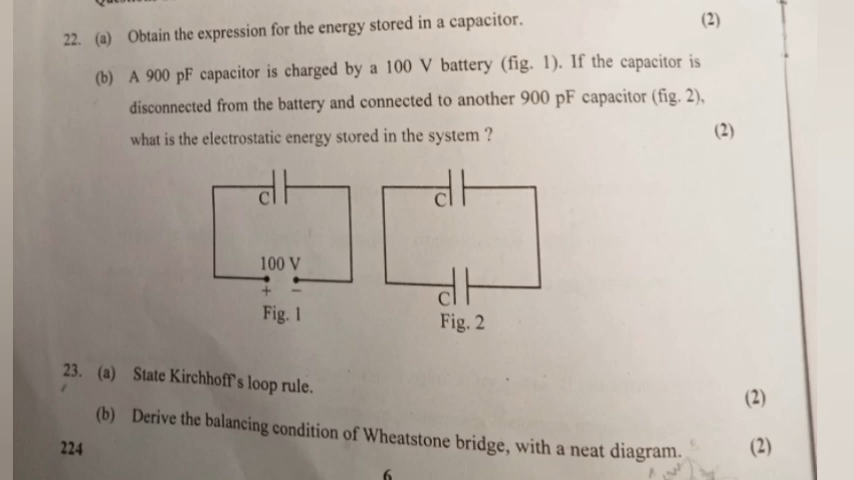 22. (a) Obtain the expression for the energy stored in a capacitor. (2)
(b) A 900 pF capacitor is charged by a 100 V battery (fig. 1). If the capacitor is
disconnected from the battery and connected to another 900 pF capacitor (fig. 2),
what is the electrostatic energy stored in the system ? (2)
C C
100 V
+ − C
Fig. 1 Fig. 2
23. (a) State Kirchhoff's loop rule. (2)
(b) Derive the balancing condition of Wheatstone bridge, with a neat diagram. (2)
224
6